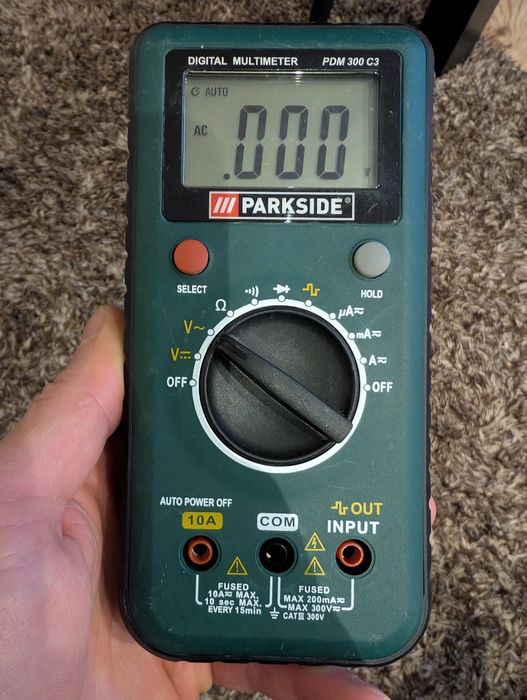 DIGITAL MULTIMETER PDM 300 C3
AUTO
AC .000 V
/// PARKSIDE®
SELECT HOLD
Ω
V~ µA≂
V⎓ mA≂
A≂
OFF OFF
AUTO POWER OFF
10A COM OUT
INPUT
FUSED
10A≂ MAX.
10 sec MAX.
EVERY 15min
FUSED
MAX 200mA≂
MAX 300V≂
CAT III 300V